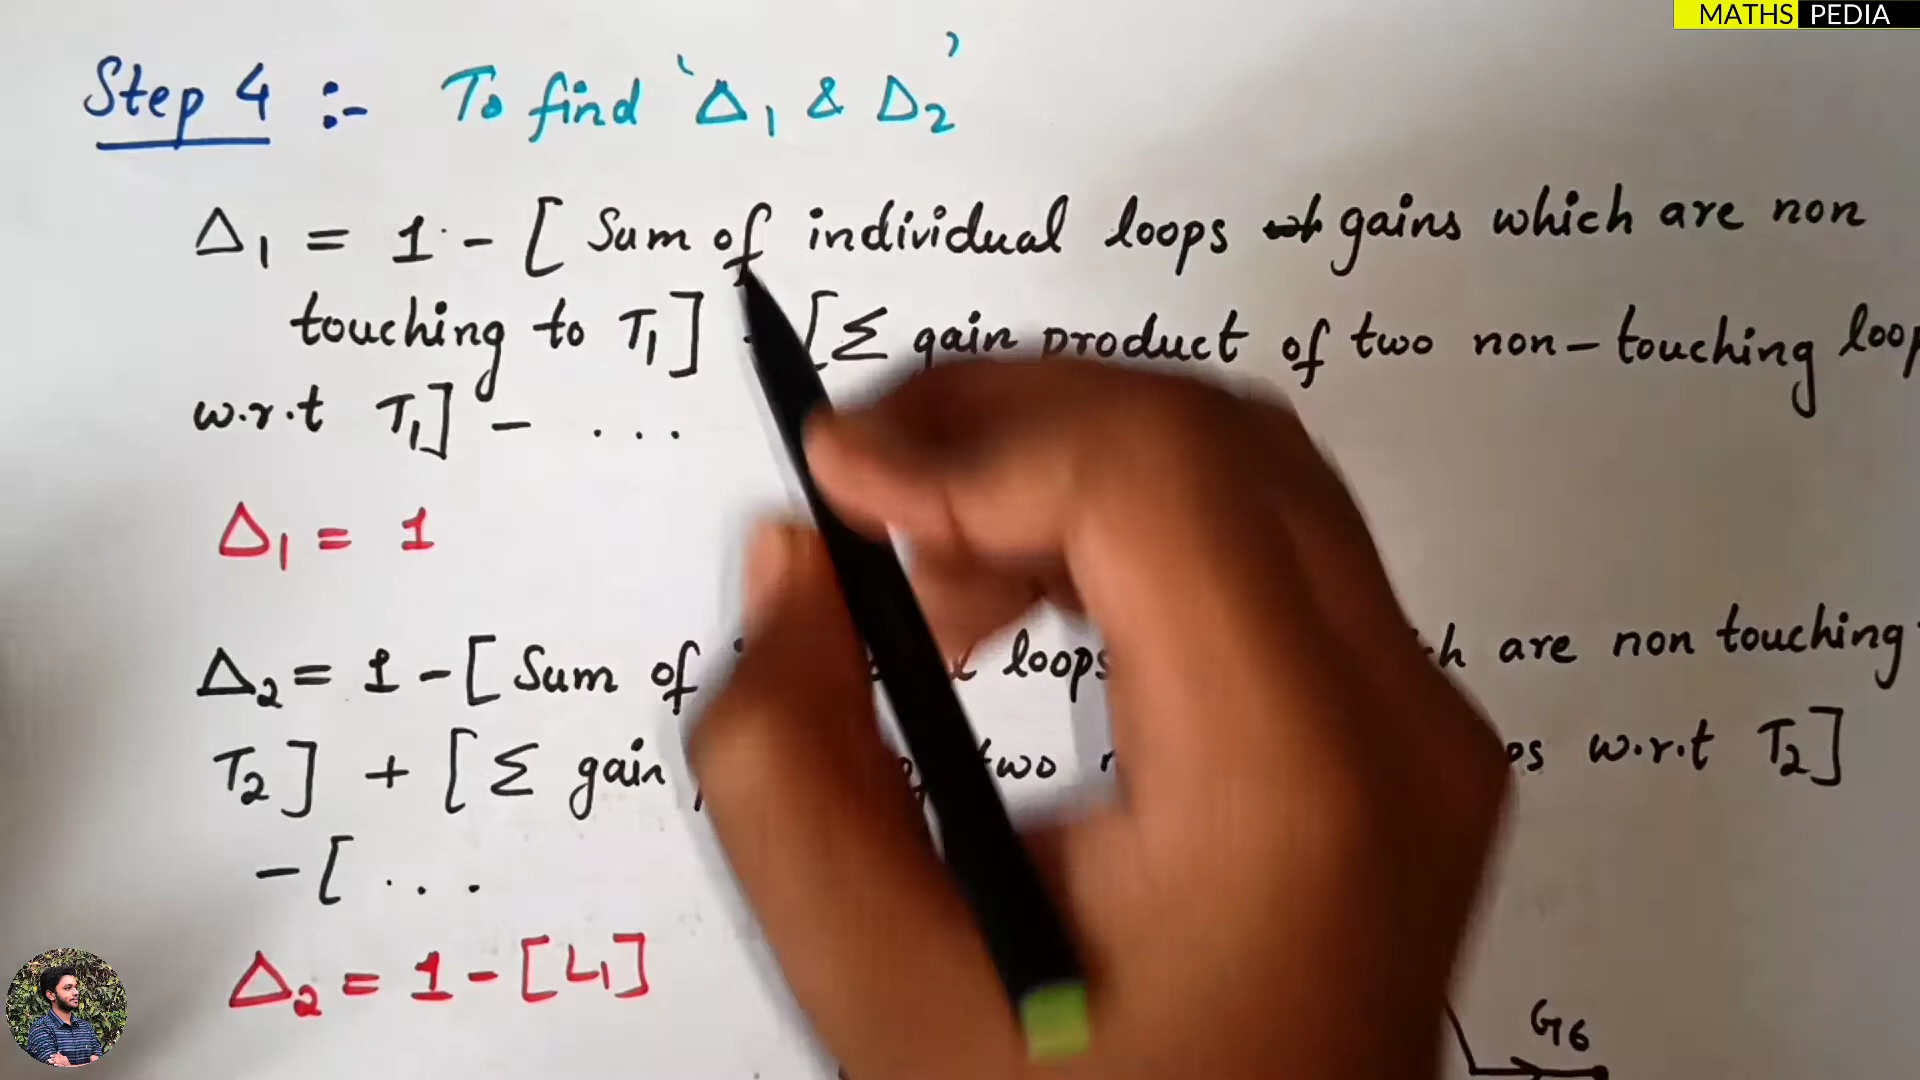 MATHS PEDIA
Step 4 :- To find 'Δ₁ & Δ₂'
Δ₁ = 1 - [ Sum of individual loops gains which are non
touching to T₁] [Σ gain product of two non-touching loop
w.r.t T₁] - ...
Δ₁ = 1
Δ₂ = 1 - [ Sum of loops are non touching
T₂] + [Σ gain two w.r.t T₂]
- [ ...
Δ₂ = 1 - [L₁]
G6